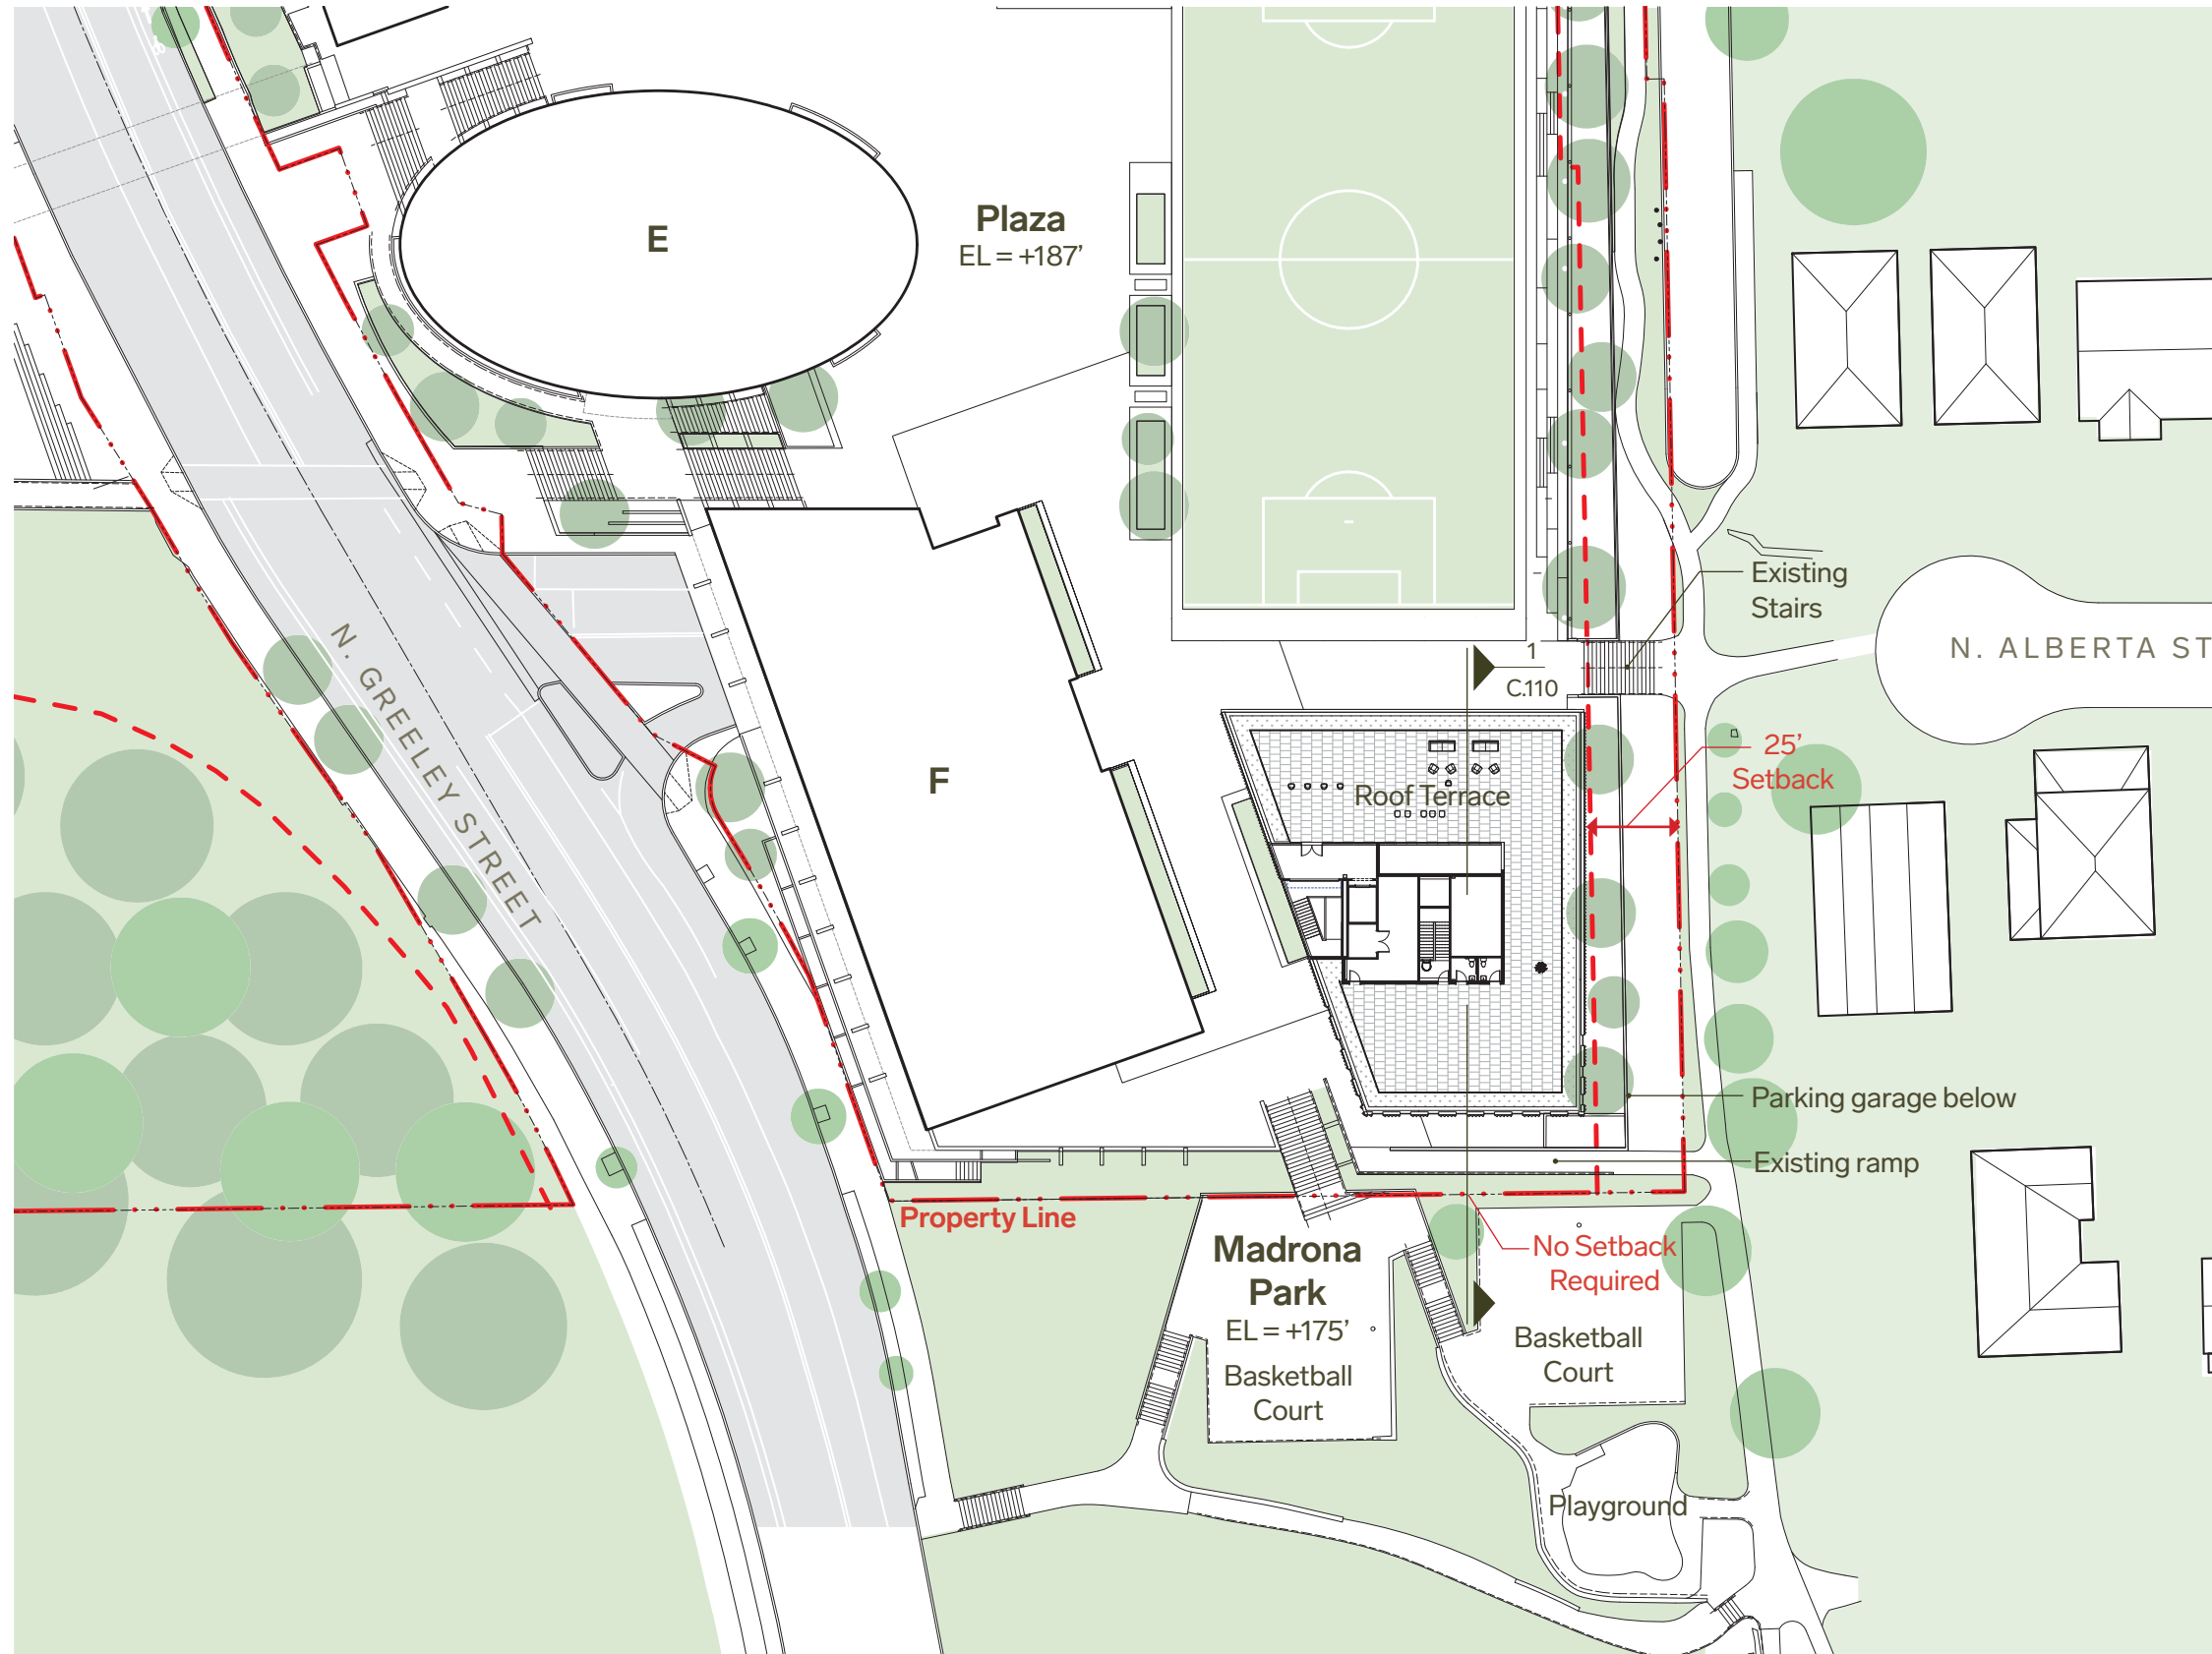 E
Plaza
EL = +187’
Existing
Stairs
N. ALBERTA ST
1
C.110
N. GREELEY STREET
25’
Setback
F
Roof Terrace
Parking garage below
Existing ramp
Property Line
Madrona
Park
EL = +175’
Basketball
Court
No Setback
Required
Basketball
Court
Playground